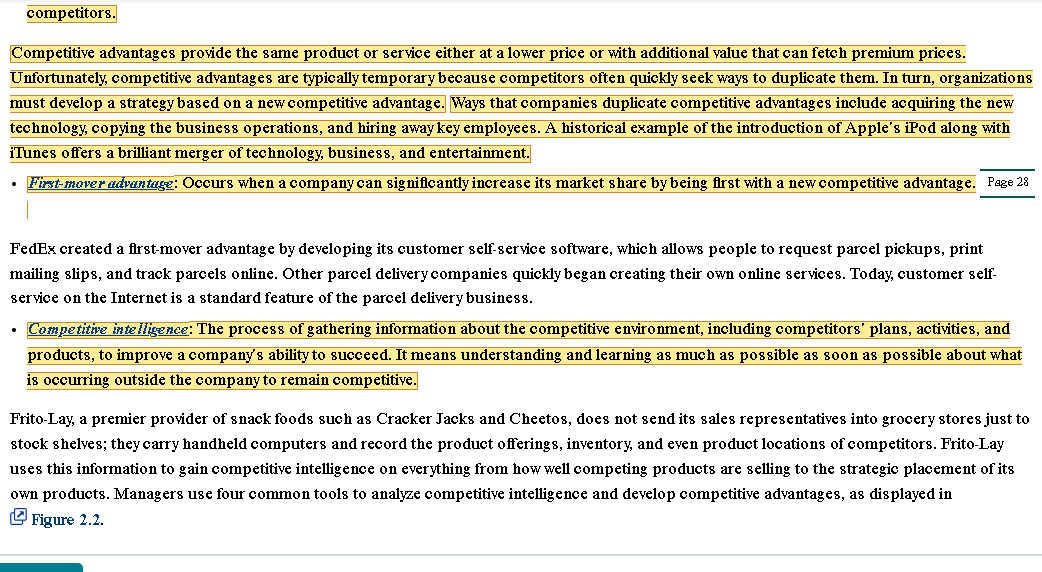 competitors.
Competitive advantages provide the same product or service either at a lower price or with additional value that can fetch premium prices.
Unfortunately, competitive advantages are typically temporary because competitors often quickly seek ways to duplicate them. In turn, organizations
must develop a strategy based on a new competitive advantage. Ways that companies duplicate competitive advantages include acquiring the new
technology, copying the business operations, and hiring away key employees. A historical example of the introduction of Apple's iPod along with
iTunes offers a brilliant merger of technology, business, and entertainment.
• First-mover advantage: Occurs when a company can significantly increase its market share by being first with a new competitive advantage. Page 28
FedEx created a first-mover advantage by developing its customer self-service software, which allows people to request parcel pickups, print
mailing slips, and track parcels online. Other parcel delivery companies quickly began creating their own online services. Today, customer self-
service on the Internet is a standard feature of the parcel delivery business.
• Competitive intelligence: The process of gathering information about the competitive environment, including competitors' plans, activities, and
products, to improve a company's ability to succeed. It means understanding and learning as much as possible as soon as possible about what
is occurring outside the company to remain competitive.
Frito-Lay, a premier provider of snack foods such as Cracker Jacks and Cheetos, does not send its sales representatives into grocery stores just to
stock shelves; they carry handheld computers and record the product offerings, inventory, and even product locations of competitors. Frito-Lay
uses this information to gain competitive intelligence on everything from how well competing products are selling to the strategic placement of its
own products. Managers use four common tools to analyze competitive intelligence and develop competitive advantages, as displayed in
Figure 2.2.